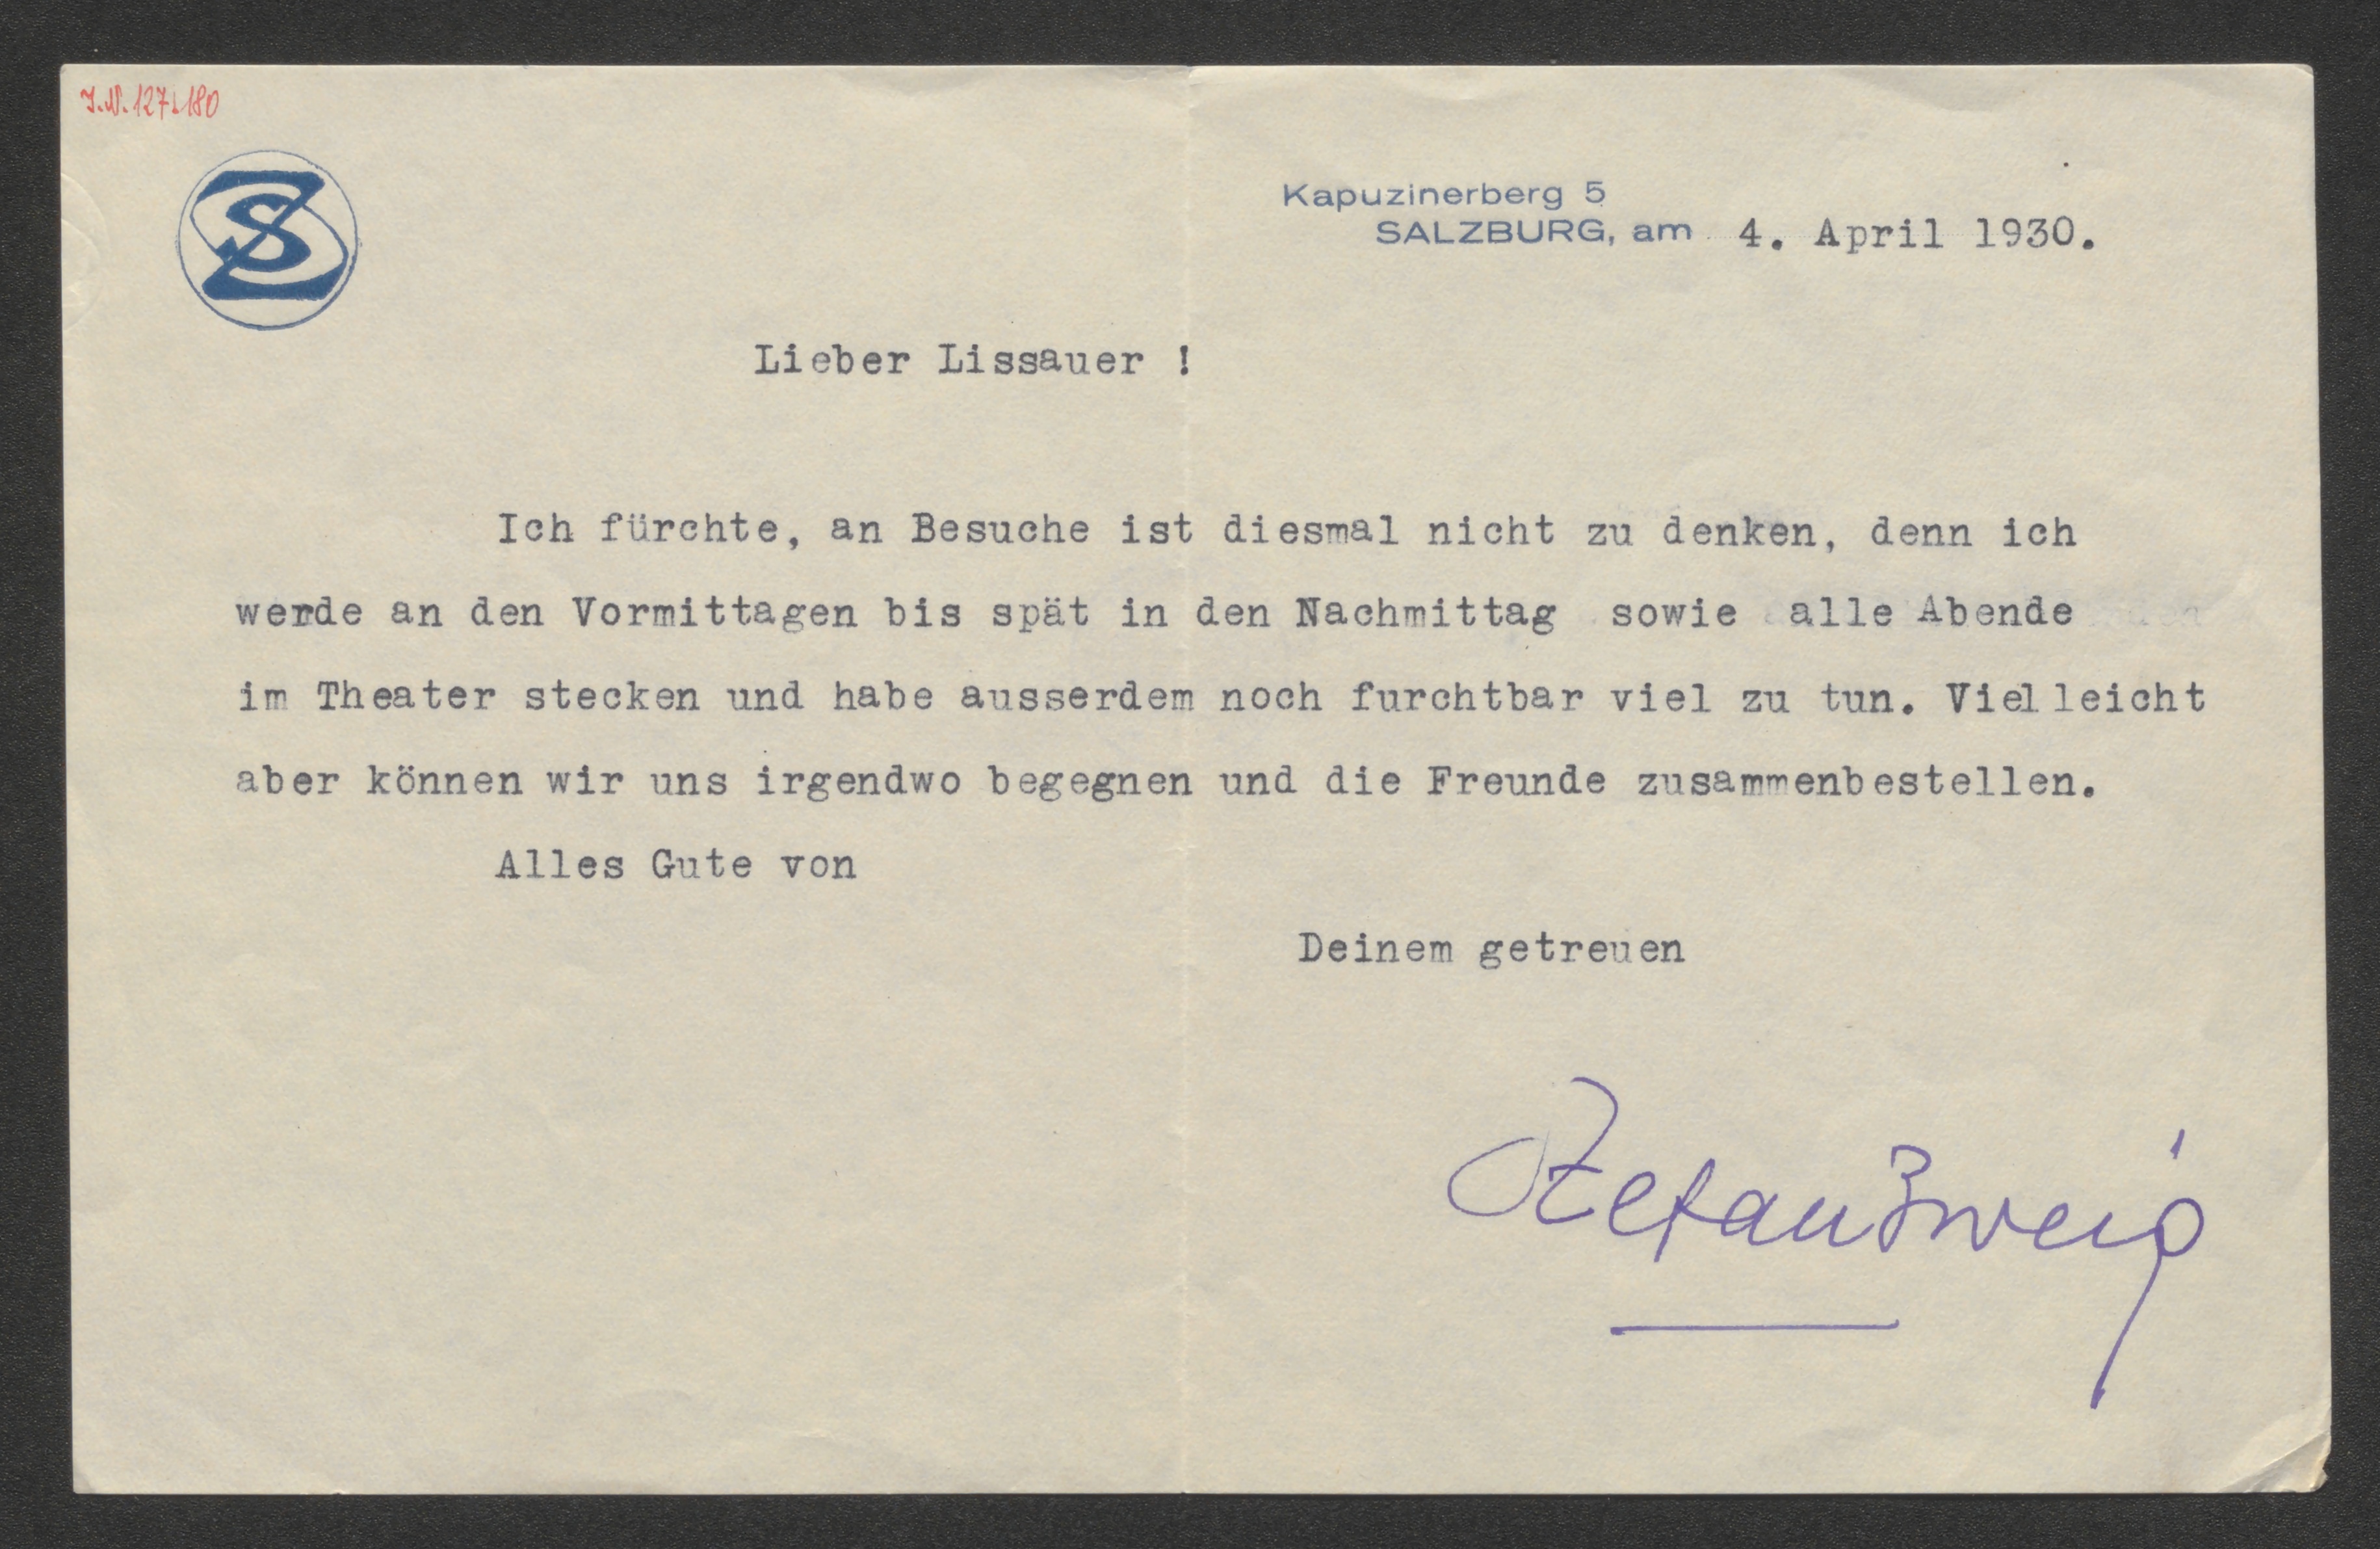 J.N. 127.180
SZ
Kapuzinerberg 5
SALZBURG, am 4. April 1930.
Lieber Lissauer !
Ich fürchte, an Besuche ist diesmal nicht zu denken, denn ich
werde an den Vormittagen bis spät in den Nachmittag sowie alle Abende
im Theater stecken und habe ausserdem noch furchtbar viel zu tun. Vielleicht
aber können wir uns irgendwo begegnen und die Freunde zusammenbestellen.
Alles Gute von
Deinem getreuen
Stefan Zweig